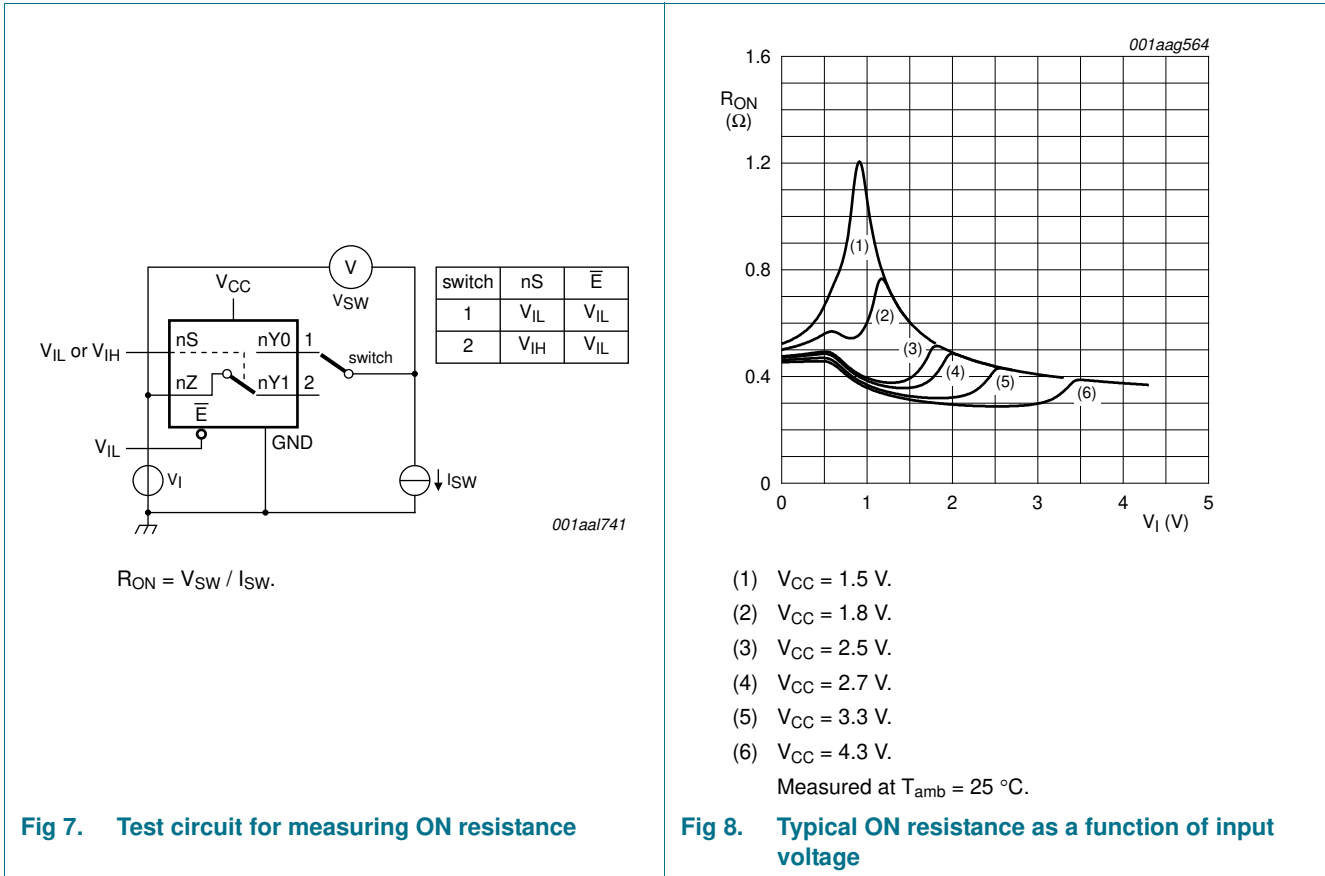 V
VSW
VCC
switch nS E
1 VIL VIL
2 VIH VIL
VIL or VIH
nS nY0 1
switch
nZ nY1 2
E
VIL
GND
VI
ISW
001aal741
RON = VSW / ISW.
Fig 7. Test circuit for measuring ON resistance
001aag564
1.6
RON
(Ω)
1.2
(1)
0.8
(2)
(3)
(4)
0.4
(5)
(6)
0
0 1 2 3 4 5
VI (V)
(1) VCC = 1.5 V.
(2) VCC = 1.8 V.
(3) VCC = 2.5 V.
(4) VCC = 2.7 V.
(5) VCC = 3.3 V.
(6) VCC = 4.3 V.
Measured at Tamb = 25 °C.
Fig 8. Typical ON resistance as a function of input
voltage